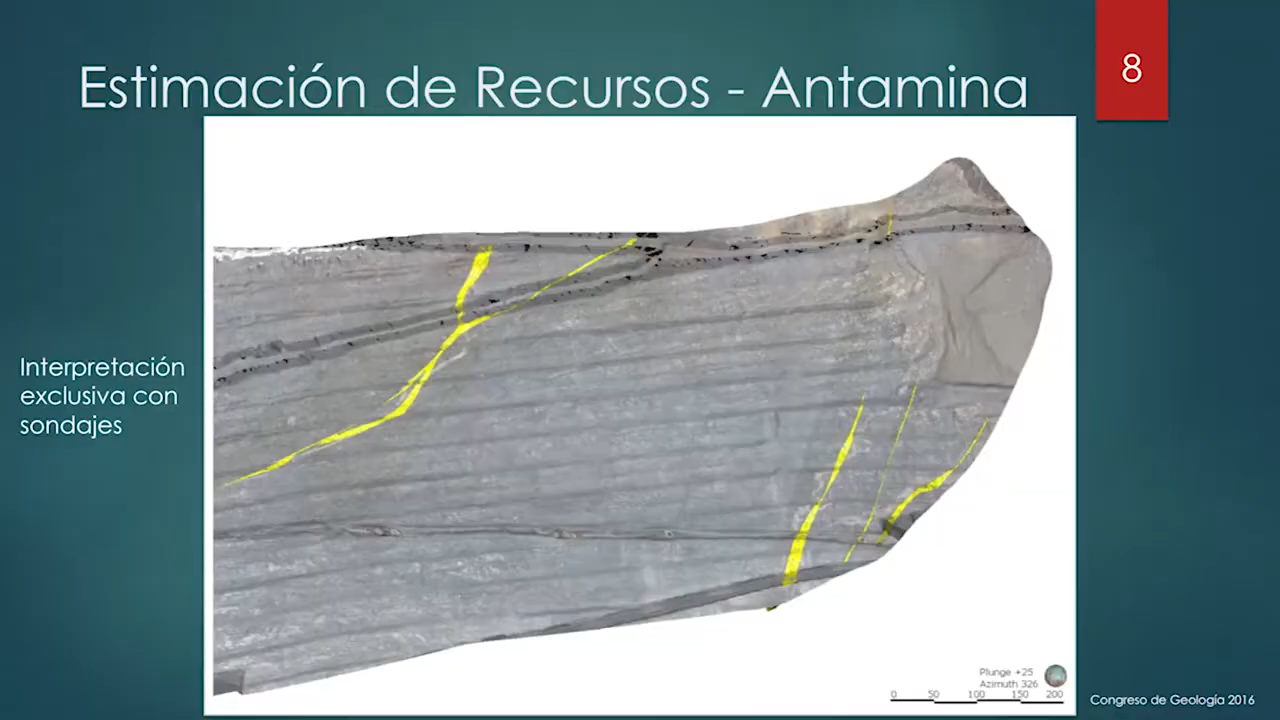 8
Estimación de Recursos - Antamina
Interpretación
exclusiva con
sondajes
Plunge +25
Azimuth 326
0 50 100 150 200
Congreso de Geología 2016